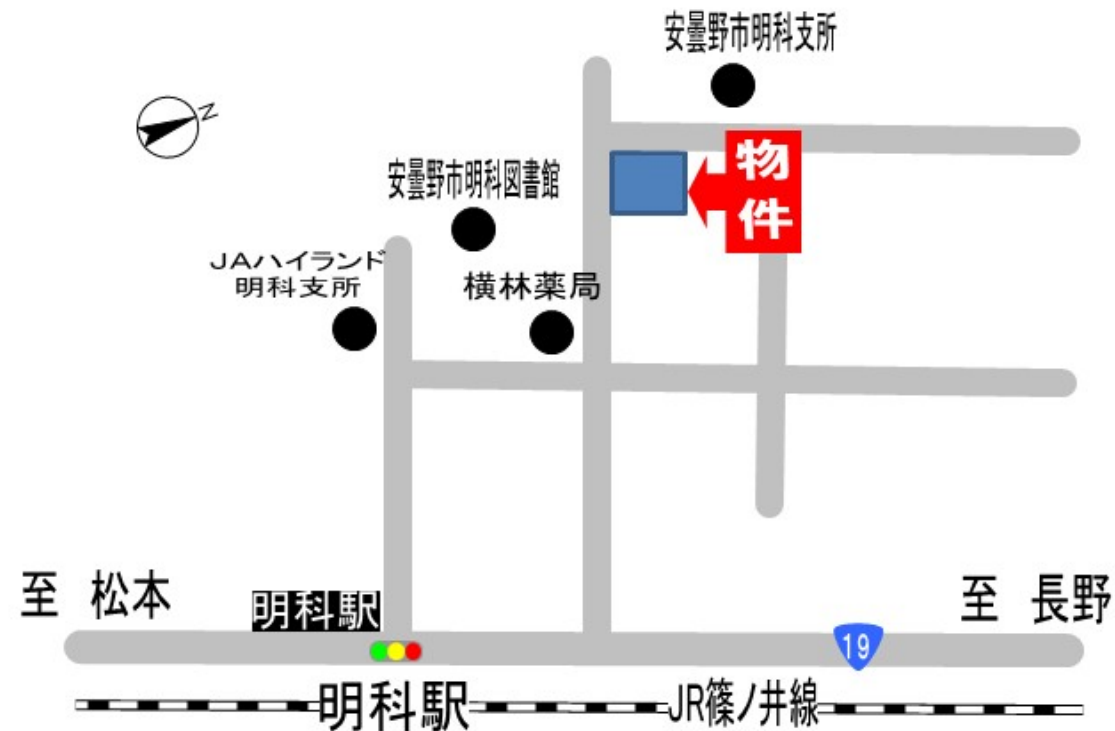 安曇野市明科支所
N
物
件
安曇野市明科図書館
JAハイランド
明科支所
横林薬局
至 松本
明科駅
至 長野
19
明科駅
JR篠ノ井線